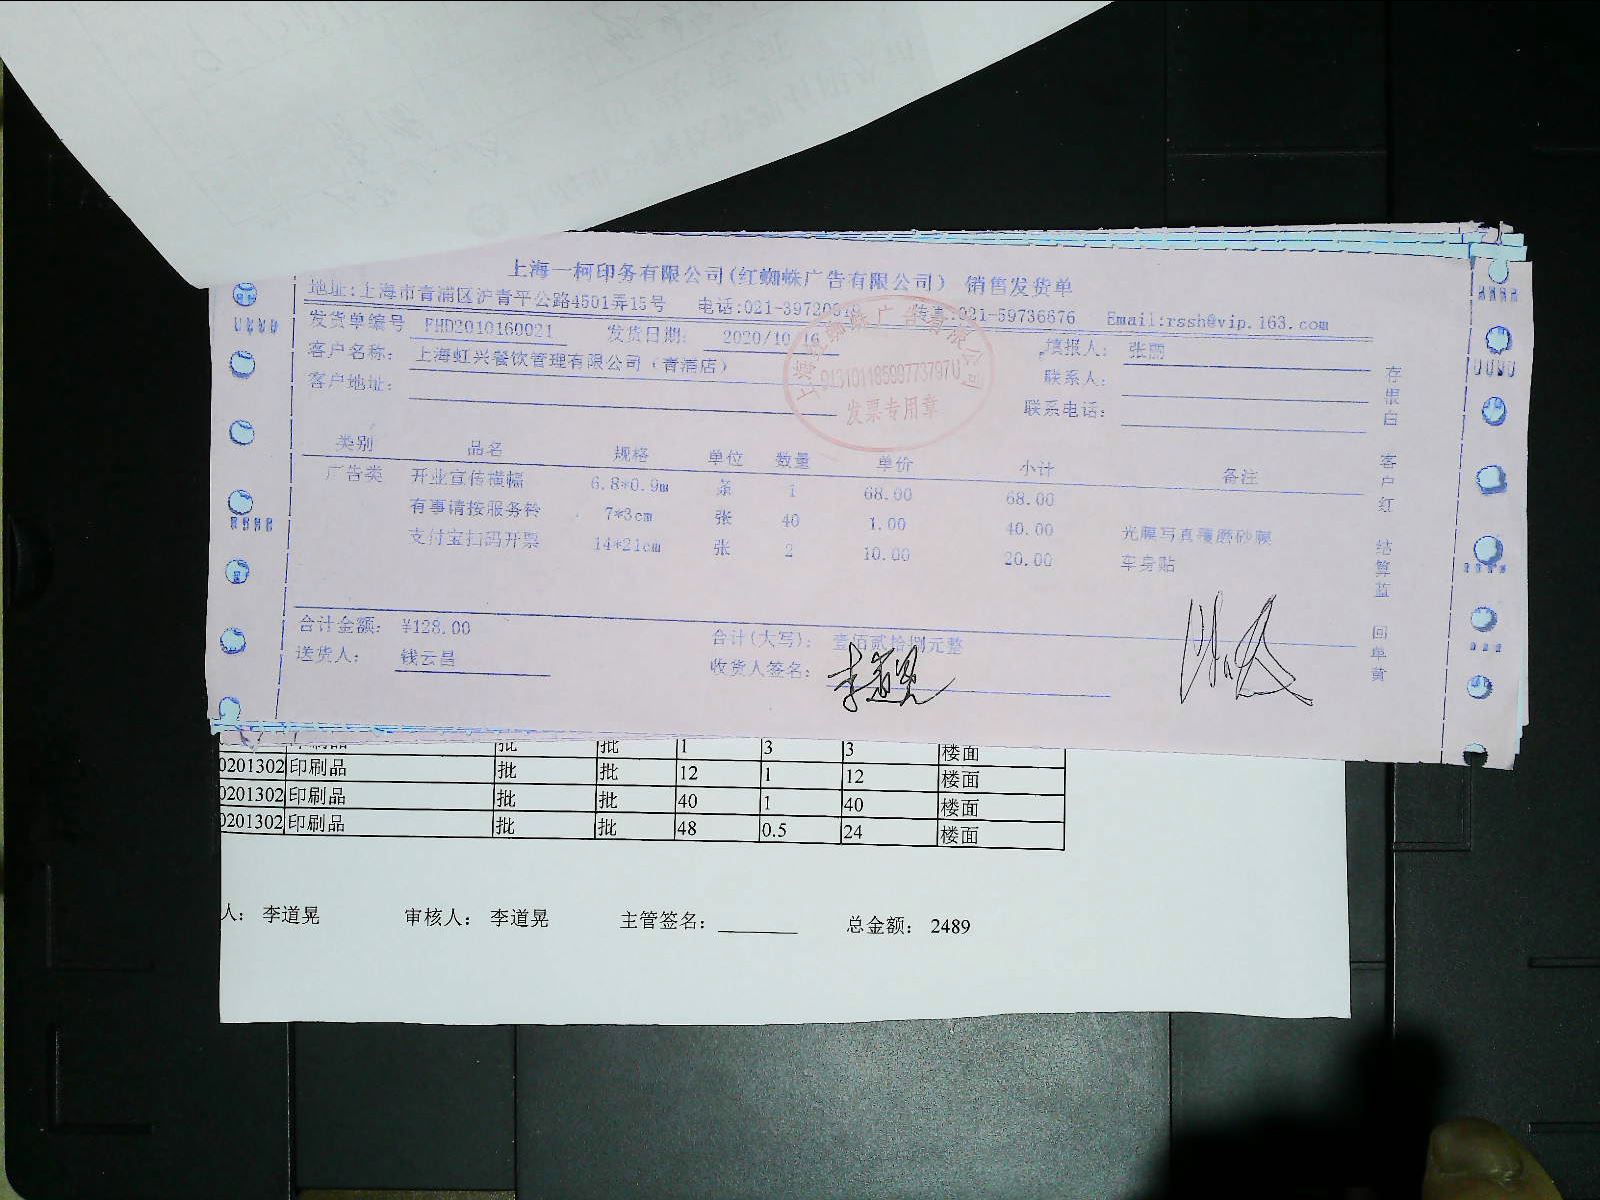 上海一柯印务有限公司(红蜘蛛广告有限公司) 销售发货单
地址:上海市青浦区沪青平公路4501弄15号 电话:021-3972 传真:021-59736676 Email:rssh@vip.163.com
发货单编号 FHD2010160021 发货日期: 2020/10/16 填报人: 张丽
客户名称: 上海虹兴餐饮管理有限公司(青浦店) 联系人:
客户地址: 联系电话:
发票专用章
存根白 客户红 结算蓝 回单黄
类别 品名 规格 单位 数量 单价 小计 备注
广告类 开业宣传横幅 6.8*0.9m 条 1 68.00 68.00
有事请按服务铃 7*3cm 张 40 1.00 40.00 光膜写真覆磨砂膜
支付宝扫码开票 14*21cm 张 2 10.00 20.00 车身贴
合计金额: ¥128.00 合计(大写): 壹佰贰拾捌元整
送货人: 钱云昌 收货人签名: 李道晃
印刷品 批 批 1 3 3 楼面
0201302 印刷品 批 批 12 1 12 楼面
0201302 印刷品 批 批 40 1 40 楼面
0201302 印刷品 批 批 48 0.5 24 楼面
人: 李道晃 审核人: 李道晃 主管签名: 总金额: 2489